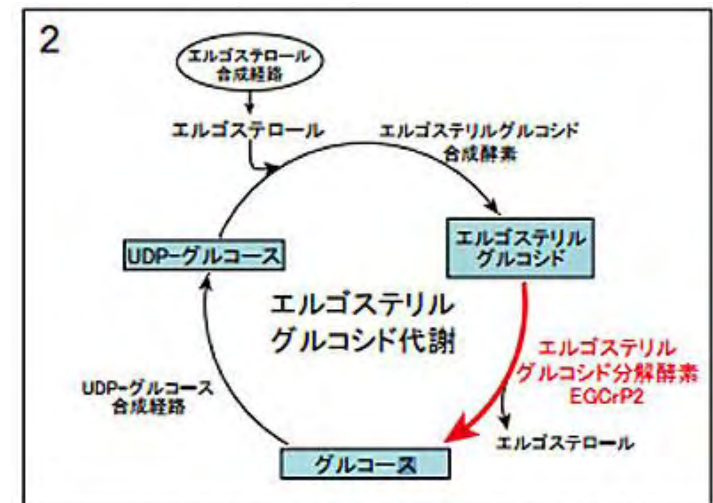 2
エルゴステロール
合成経路
エルゴステロール
エルゴステリルグルコシド
合成酵素
UDP-グルコース
エルゴステリル
グルコシド
エルゴステリル
グルコシド代謝
エルゴステリル
グルコシド分解酵素
EGCrP2
UDP-グルコース
合成経路
エルゴステロール
グルコース